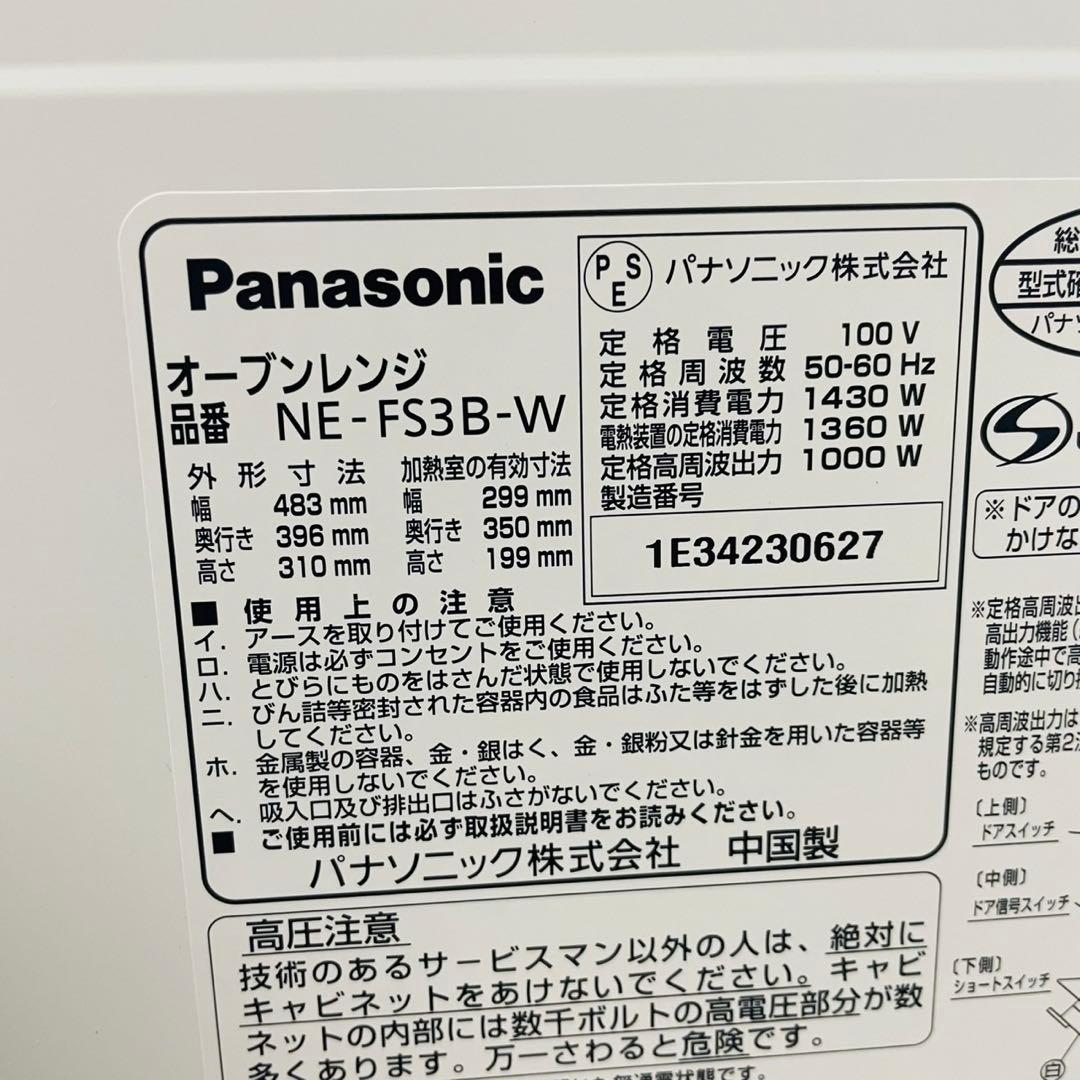 Panasonic
オーブンレンジ
品番 NE-FS3B-W
外形寸法
幅 483 mm
奥行き 396 mm
高さ 310 mm
加熱室の有効寸法
幅 299 mm
奥行き 350 mm
高さ 199 mm
PSE パナソニック株式会社
定格電圧 100 V
定格周波数 50-60 Hz
定格消費電力 1430 W
電熱装置の定格消費電力 1360 W
定格高周波出力 1000 W
製造番号
1E34230627
■ 使用上の注意
イ. アースを取り付けてご使用ください。
ロ. 電源は必ずコンセントをご使用ください。
ハ. とびらにものをはさんだ状態で使用しないでください。
ニ. びん詰等密封された容器内の食品はふた等をはずした後に加熱
してください。
ホ. 金属製の容器、金・銀はく、金・銀粉又は針金を用いた容器等
を使用しないでください。
ヘ. 吸入口及び排出口はふさがないでください。
■ ご使用前には必ず取扱説明書をお読みください。
パナソニック株式会社 中国製
高圧注意
技術のあるサービスマン以外の人は、絶対に
キャビネットをあけないでください。キャビ
ネットの内部には数千ボルトの高電圧部分が数
多くあります。万一さわると危険です。
総
型式確
パナソ
※ドアの
かけな
※定格高周波出
高出力機能(
動作途中で高
自動的に切り換
※高周波出力は
規定する第2
ものです。
〔上側〕
ドアスイッチ
〔中側〕
ドア信号スイッチ
〔下側〕
ショートスイッチ
白